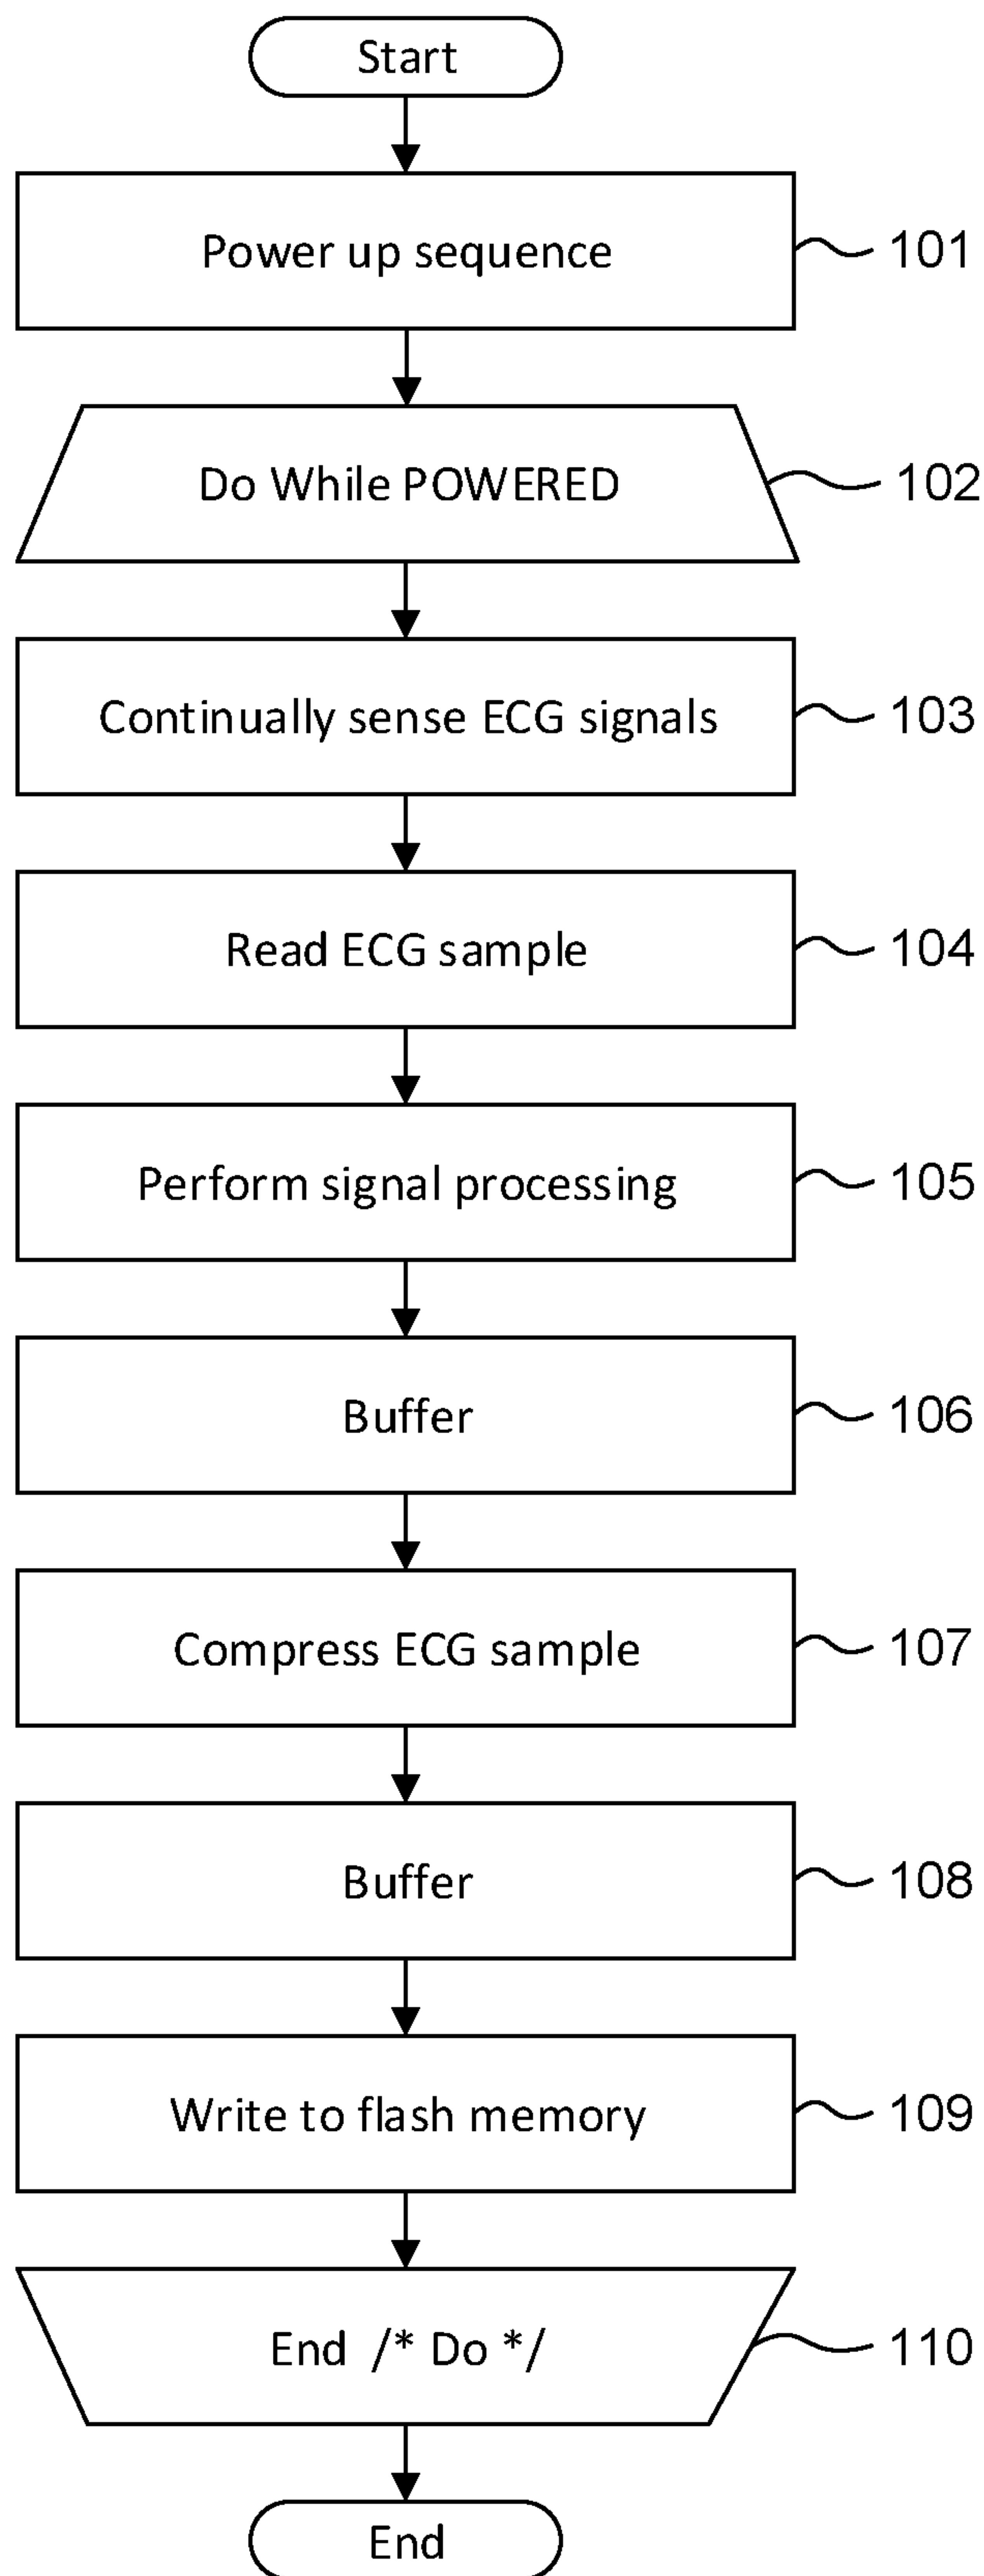 Start
Power up sequence 101
Do While POWERED 102
Continually sense ECG signals 103
Read ECG sample 104
Perform signal processing 105
Buffer 106
Compress ECG sample 107
Buffer 108
Write to flash memory 109
End /* Do */ 110
End